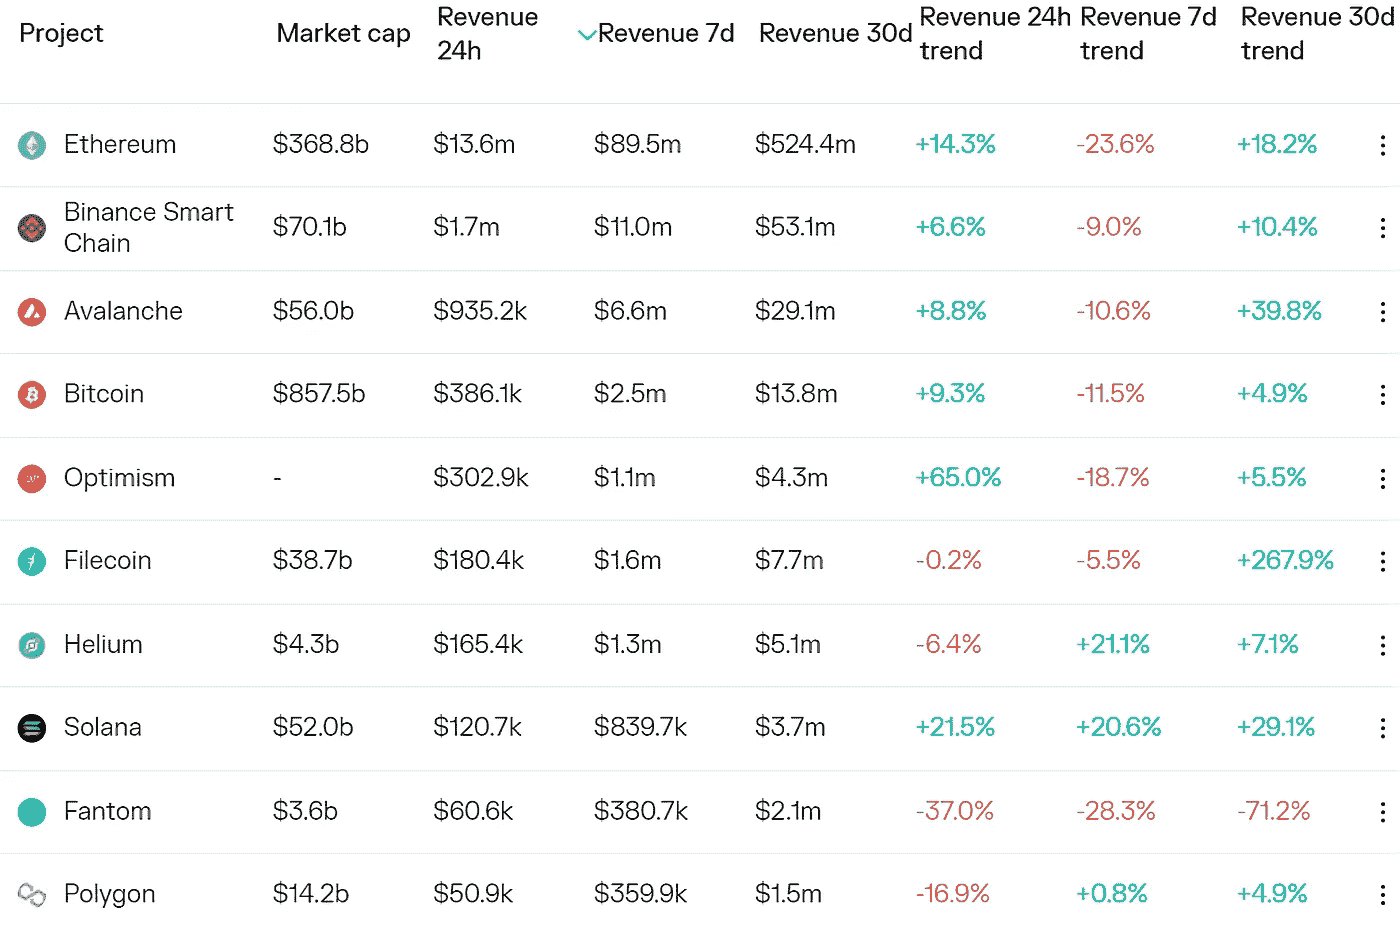 Project Market cap Revenue 24h Revenue 7d Revenue 30d Revenue 24h trend Revenue 7d trend Revenue 30d trend
Ethereum $368.8b $13.6m $89.5m $524.4m +14.3% -23.6% +18.2%
Binance Smart Chain $70.1b $1.7m $11.0m $53.1m +6.6% -9.0% +10.4%
Avalanche $56.0b $935.2k $6.6m $29.1m +8.8% -10.6% +39.8%
Bitcoin $857.5b $386.1k $2.5m $13.8m +9.3% -11.5% +4.9%
Optimism - $302.9k $1.1m $4.3m +65.0% -18.7% +5.5%
Filecoin $38.7b $180.4k $1.6m $7.7m -0.2% -5.5% +267.9%
Helium $4.3b $165.4k $1.3m $5.1m -6.4% +21.1% +7.1%
Solana $52.0b $120.7k $839.7k $3.7m +21.5% +20.6% +29.1%
Fantom $3.6b $60.6k $380.7k $2.1m -37.0% -28.3% -71.2%
Polygon $14.2b $50.9k $359.9k $1.5m -16.9% +0.8% +4.9%